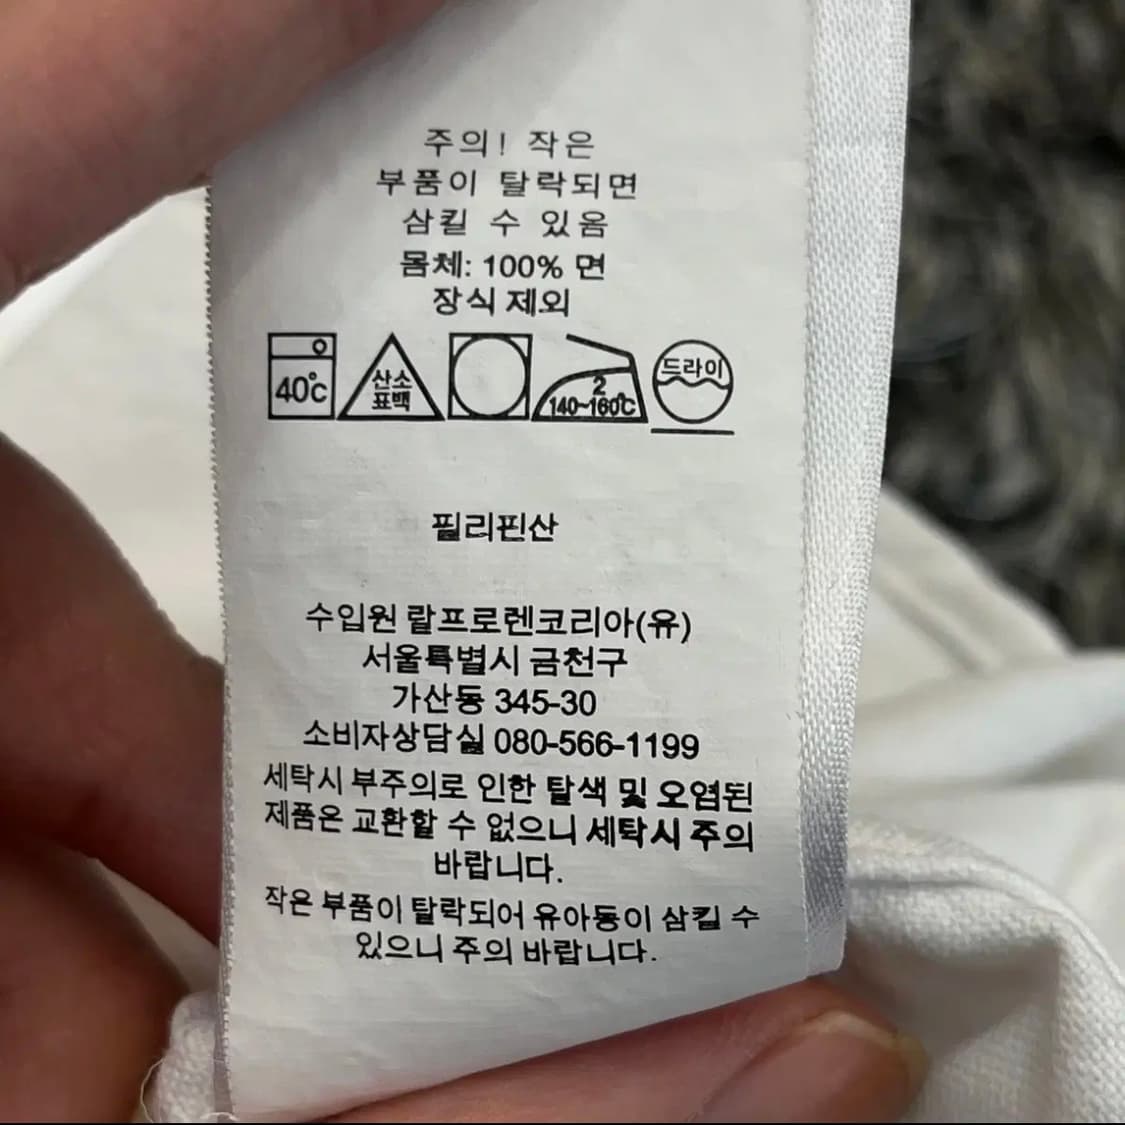 주의! 작은
부품이 탈락되면
삼킬 수 있음
몸체: 100% 면
장식 제외
40℃ 산소 표백 2 140~160℃ 드라이
필리핀산
수입원 랄프로렌코리아(유)
서울특별시 금천구
가산동 345-30
소비자상담실 080-566-1199
세탁시 부주의로 인한 탈색 및 오염된
제품은 교환할 수 없으니 세탁시 주의
바랍니다.
작은 부품이 탈락되어 유아동이 삼킬 수
있으니 주의 바랍니다.